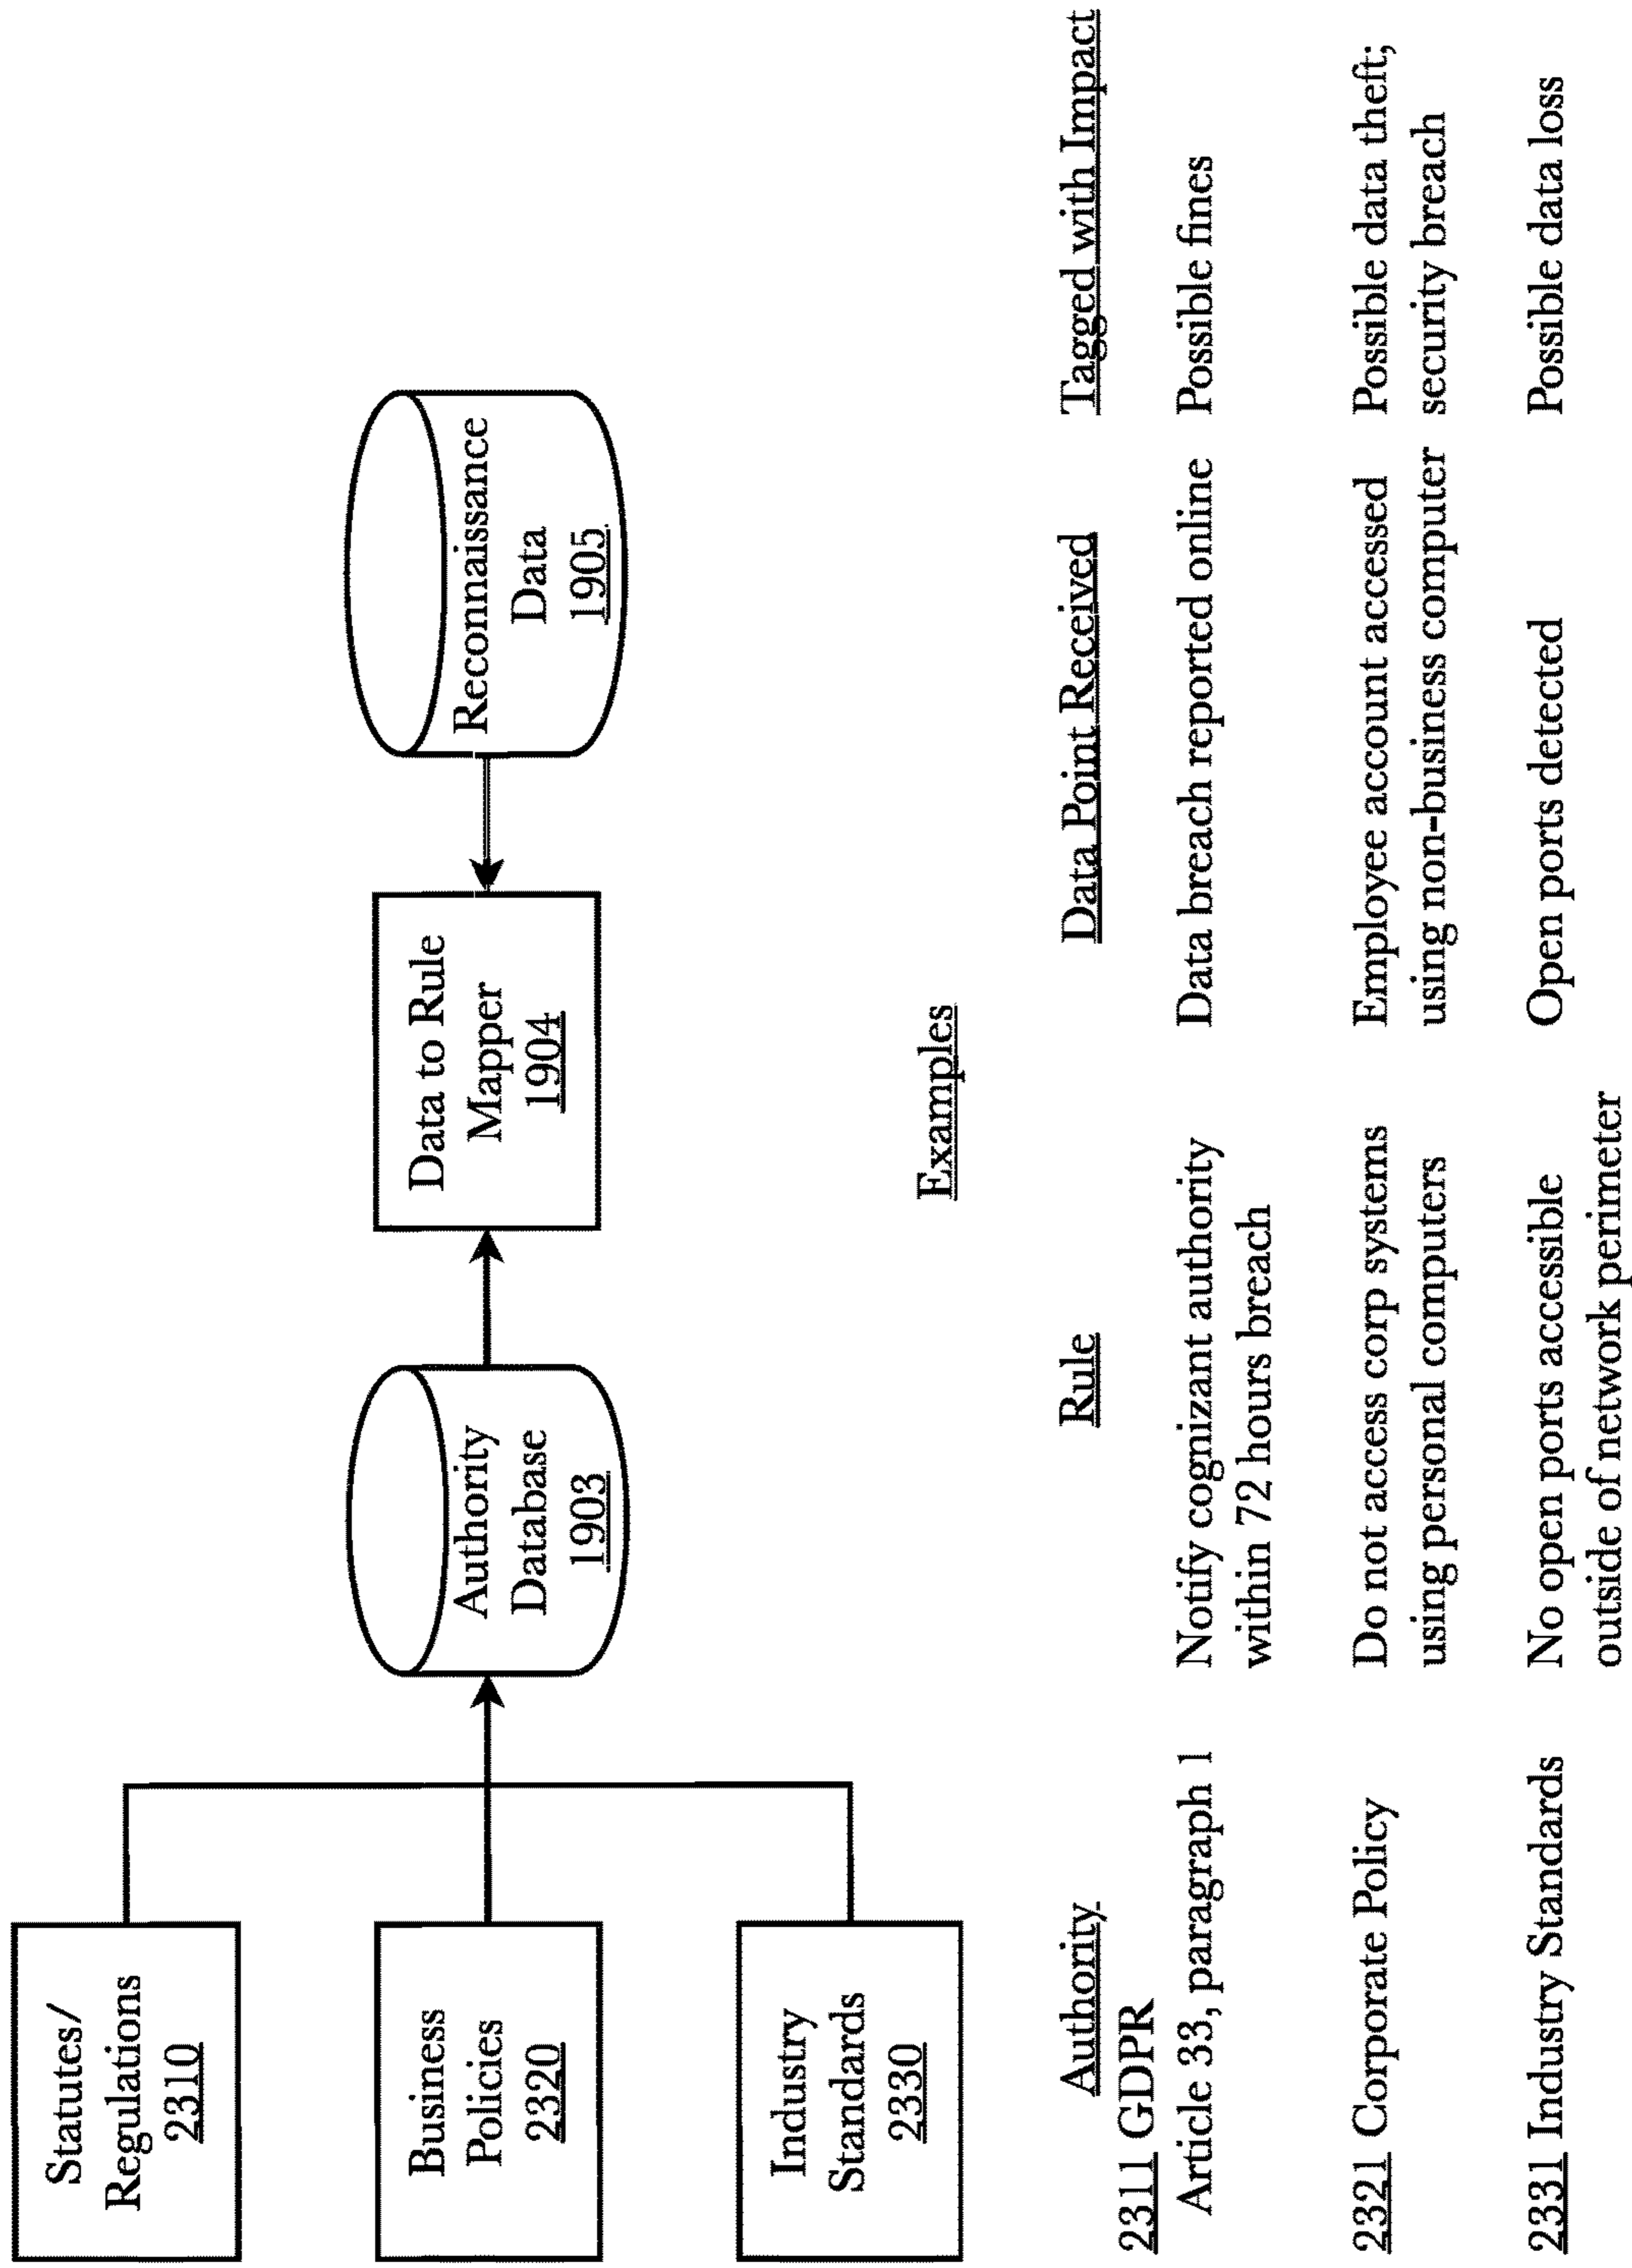 Statutes/
Regulations
2310
Business
Policies
2320
Industry
Standards
2330
Authority
Database
1903
Data to Rule
Mapper
1904
Reconnaissance
Data
1905
Examples
Authority
Rule
Data Point Received
Tagged with Impact
2311 GDPR
Article 33, paragraph 1
Notify cognizant authority
within 72 hours breach
Data breach reported online
Possible fines
2321 Corporate Policy
Do not access corp systems
using personal computers
Employee account accessed
using non-business computer
Possible data theft;
security breach
2331 Industry Standards
No open ports accessible
outside of network perimeter
Open ports detected
Possible data loss